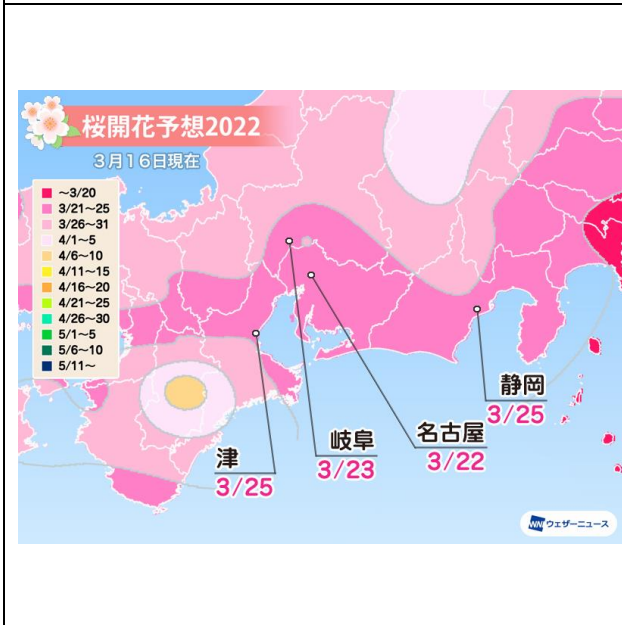 桜開花予想2022
3月16日現在
～3/20
3/21～25
3/26～31
4/1～5
4/6～10
4/11～15
4/16～20
4/21～25
4/26～30
5/1～5
5/6～10
5/11～
静岡
3/25
名古屋
3/22
岐阜
3/23
津
3/25
WNI ウェザーニュース